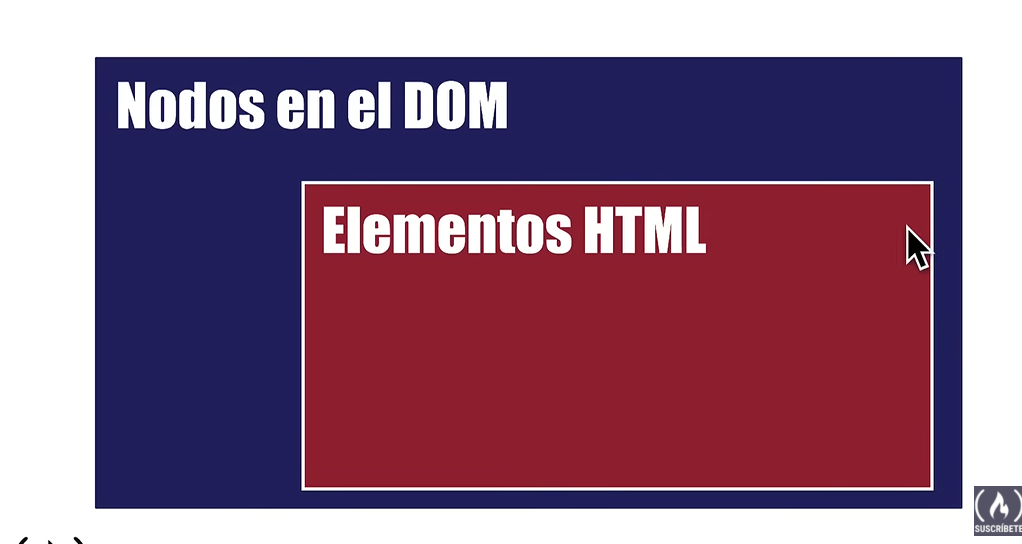 Nodos en el DOM
Elementos HTML
SUSCRÍBETE